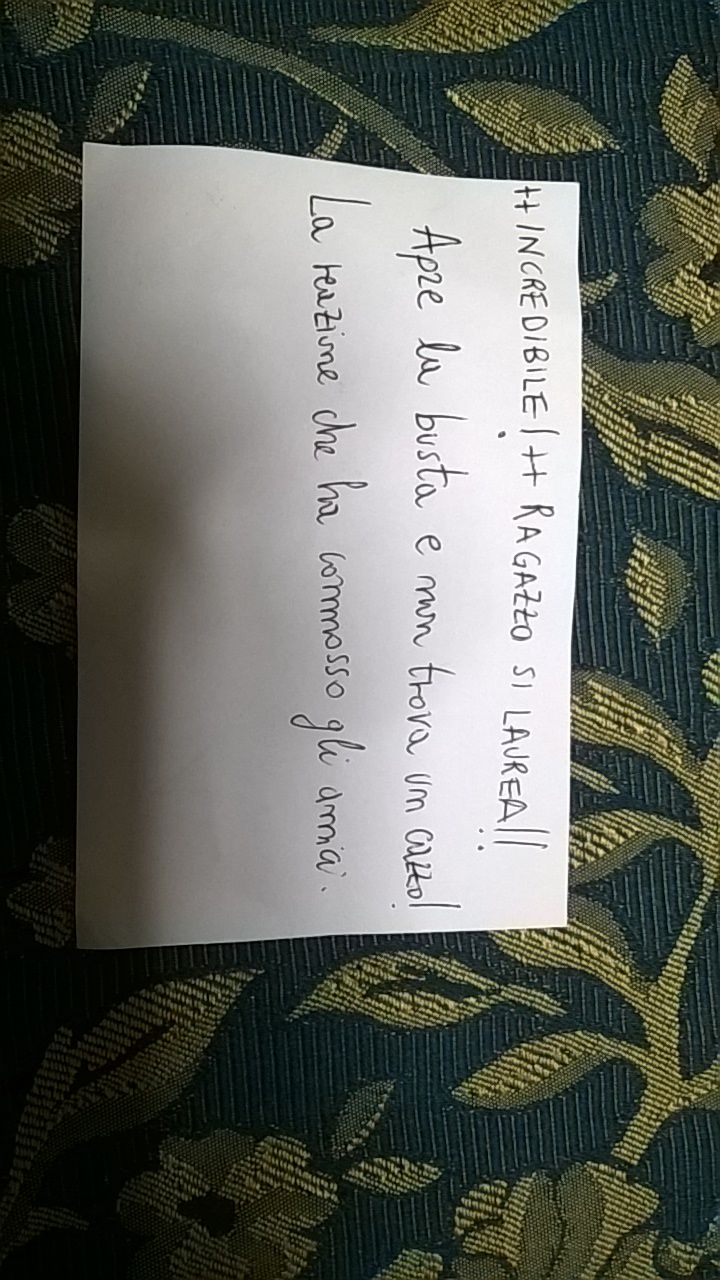 ++ INCREDIBILE! ++ RAGAZZO SI LAUREA!!
Apre la busta e non trova un cazzo!
La reazione che ha commosso gli amici.